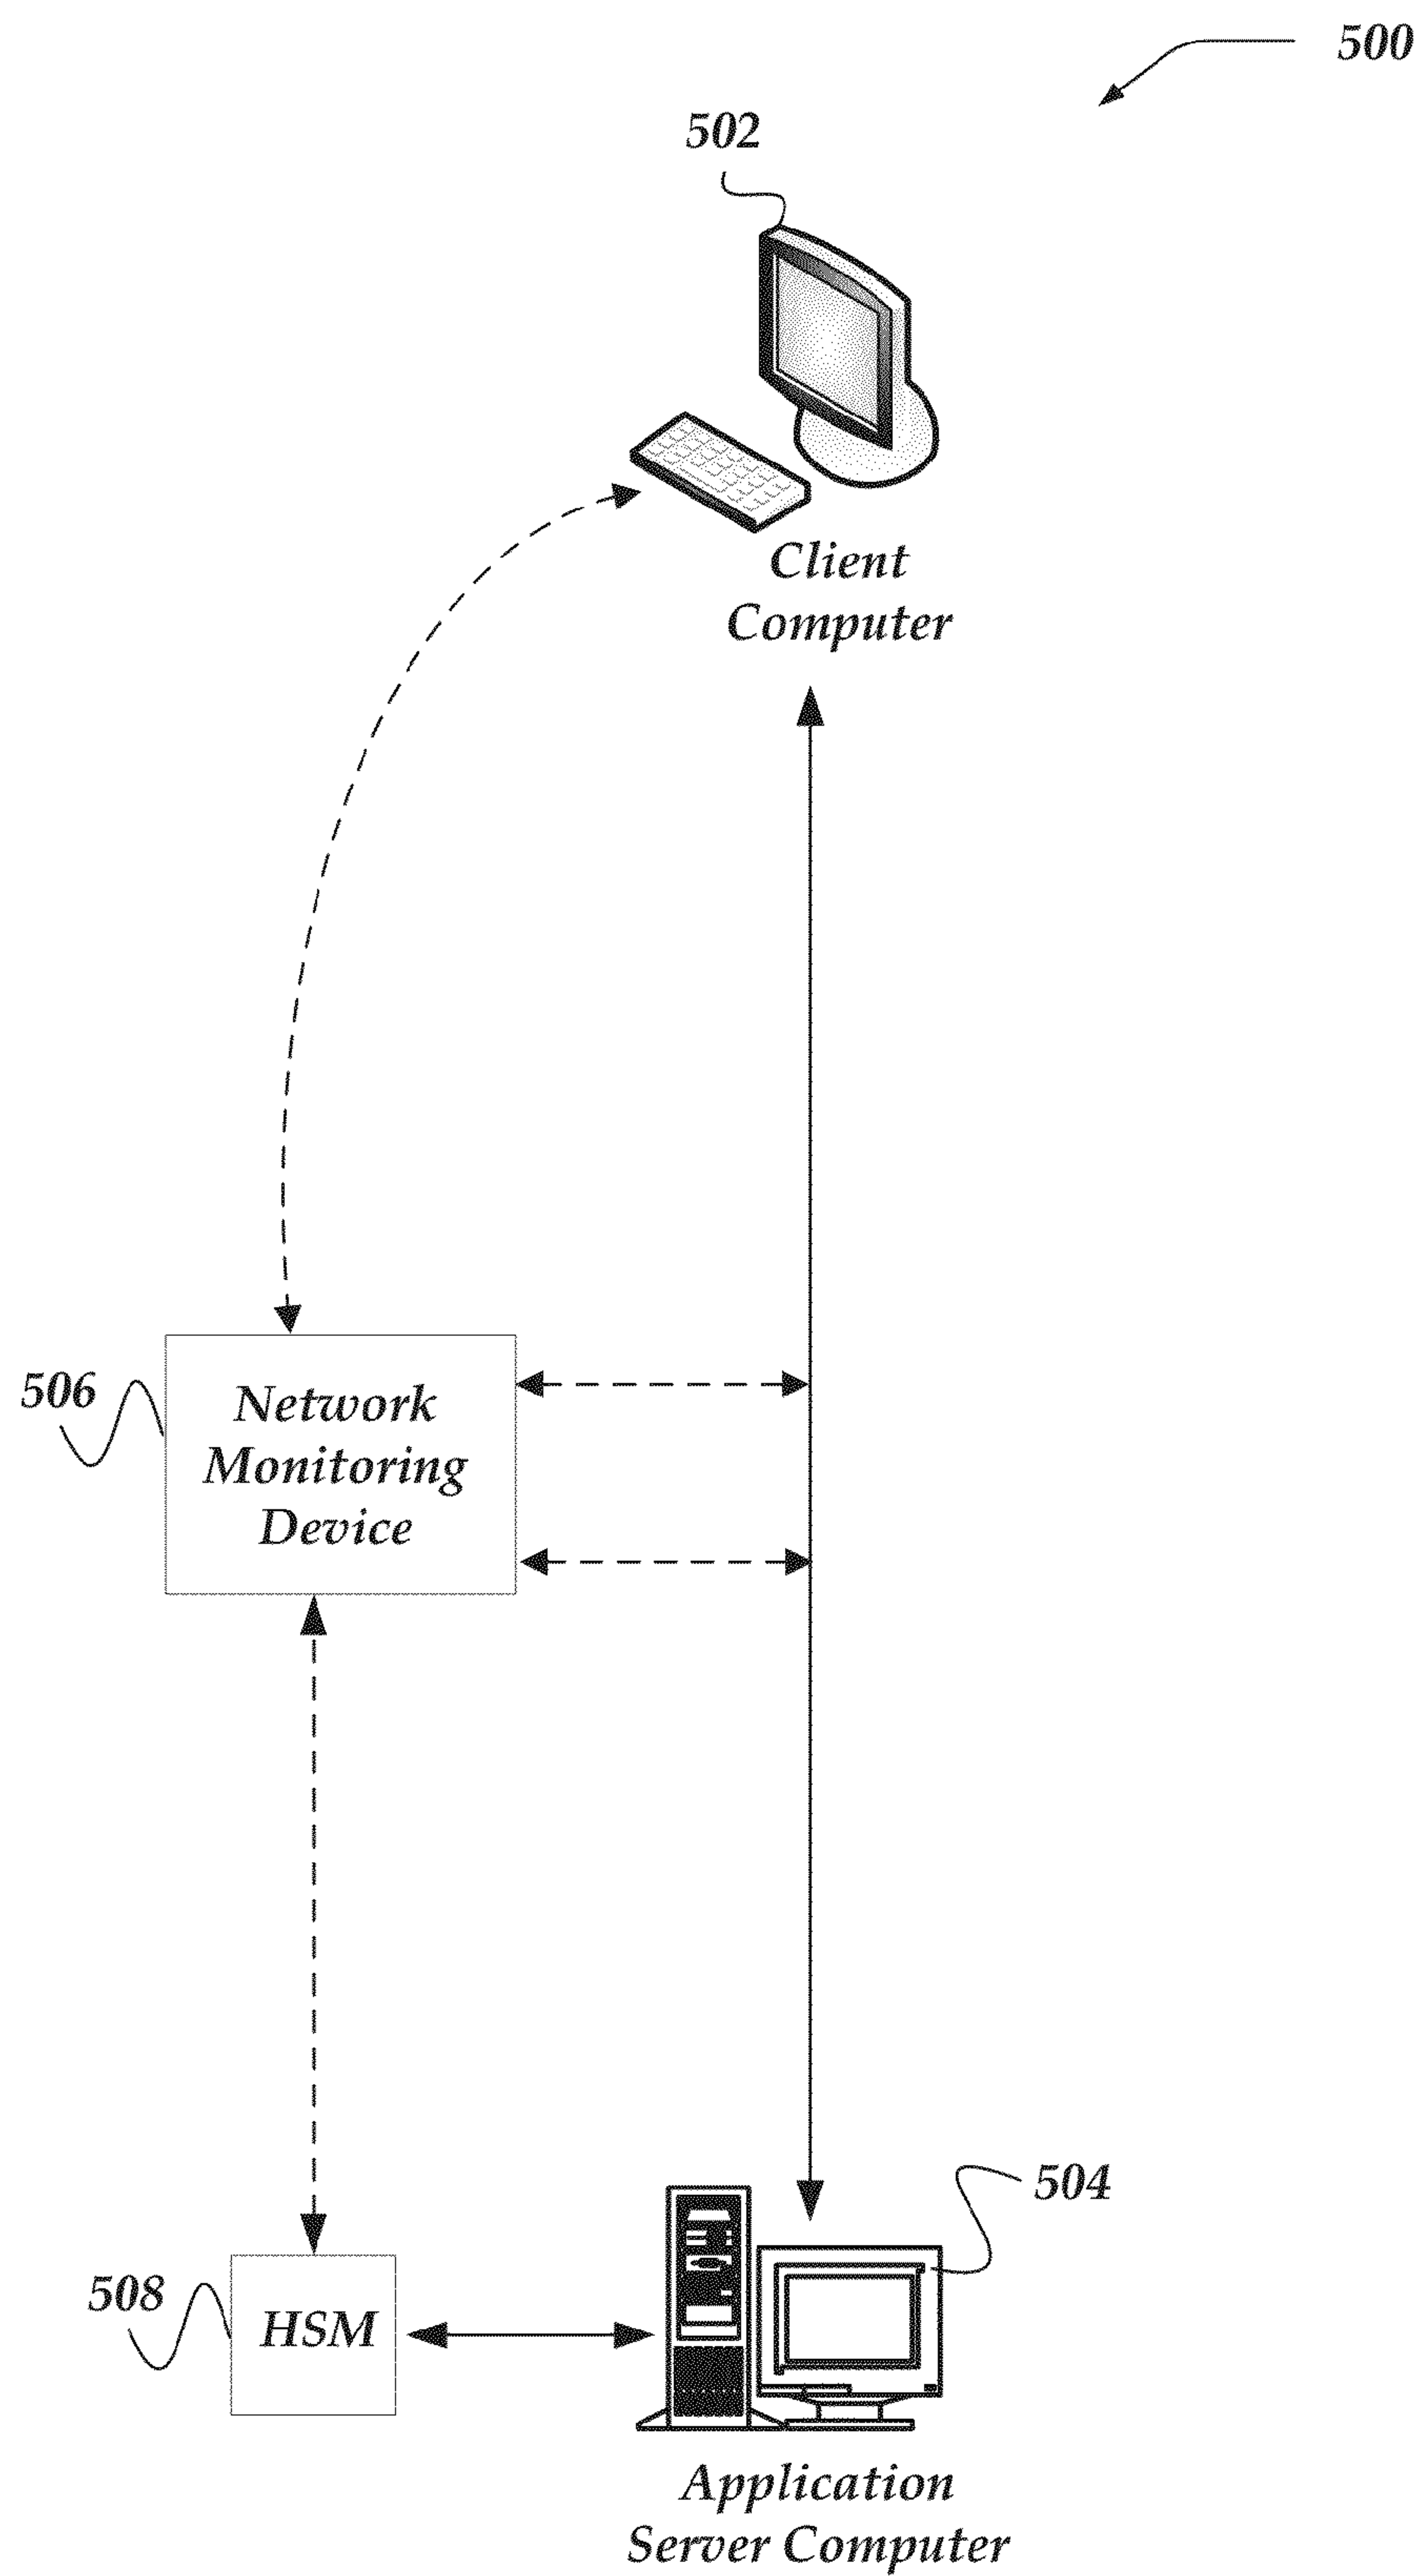 500
502
Client
Computer
506
Network
Monitoring
Device
504
508
HSM
Application
Server Computer